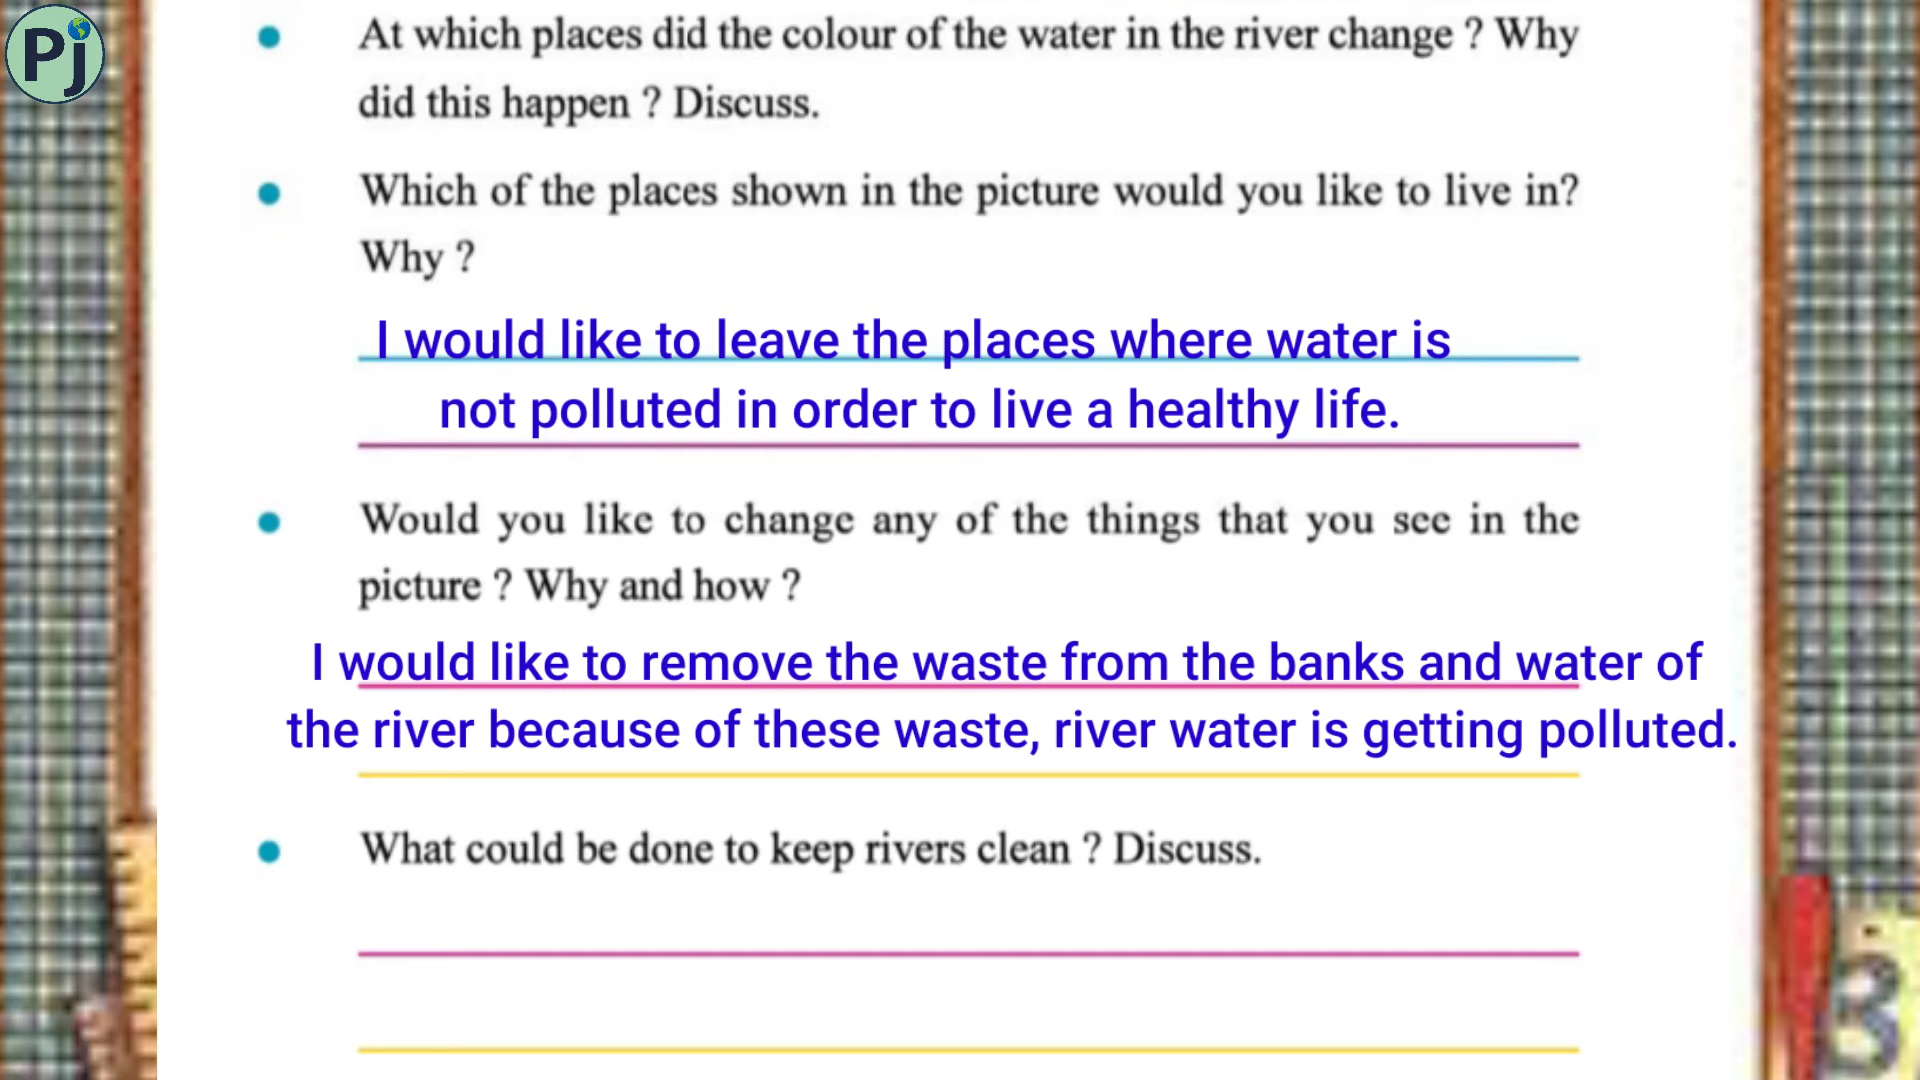 Pj
At which places did the colour of the water in the river change ? Why
did this happen ? Discuss.
Which of the places shown in the picture would you like to live in?
Why ?
I would like to leave the places where water is
not polluted in order to live a healthy life.
Would you like to change any of the things that you see in the
picture ? Why and how ?
I would like to remove the waste from the banks and water of
the river because of these waste, river water is getting polluted.
What could be done to keep rivers clean ? Discuss.
3